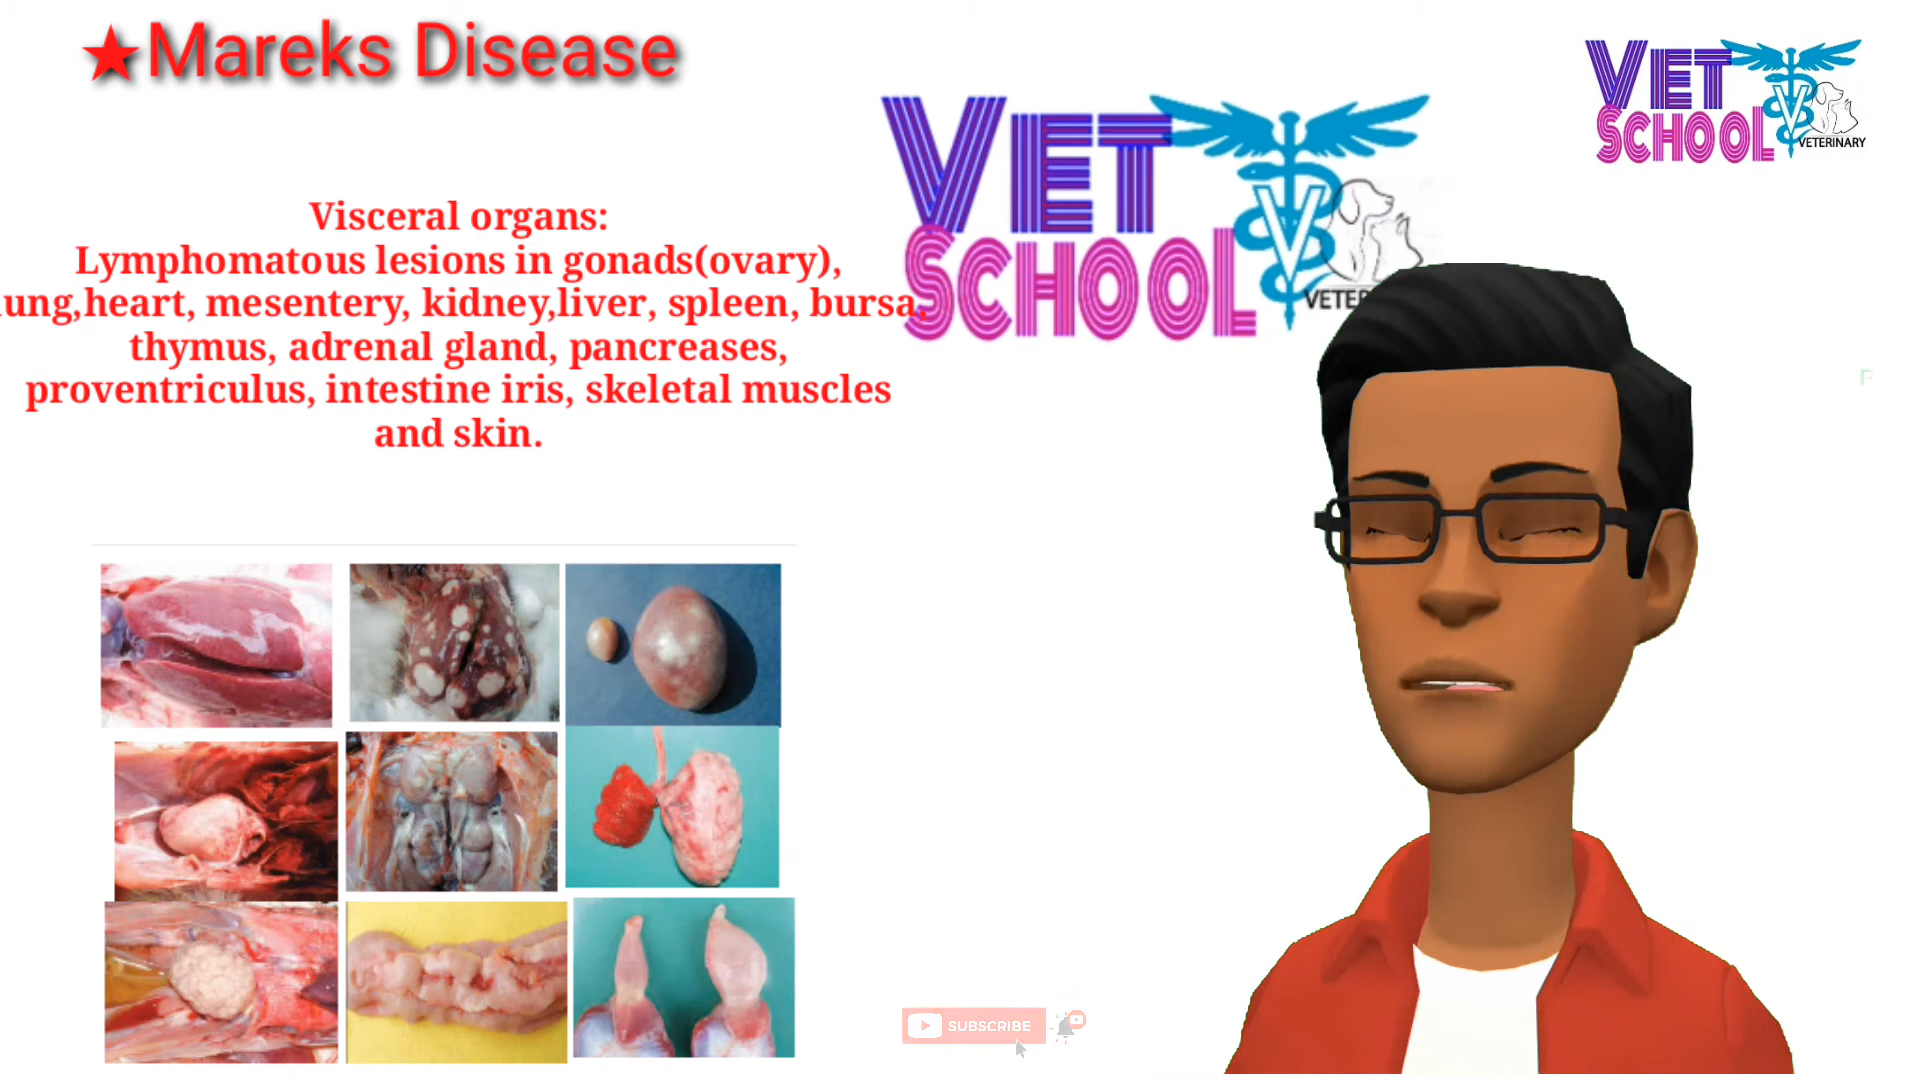 ★Mareks Disease
VET
SCHOOL
V
VETERINARY
VET
SCHOOL
V
Visceral organs:
Lymphomatous lesions in gonads(ovary),
ung,heart, mesentery, kidney,liver, spleen, bursa,
thymus, adrenal gland, pancreases,
proventriculus, intestine iris, skeletal muscles
and skin.
SUBSCRIBE